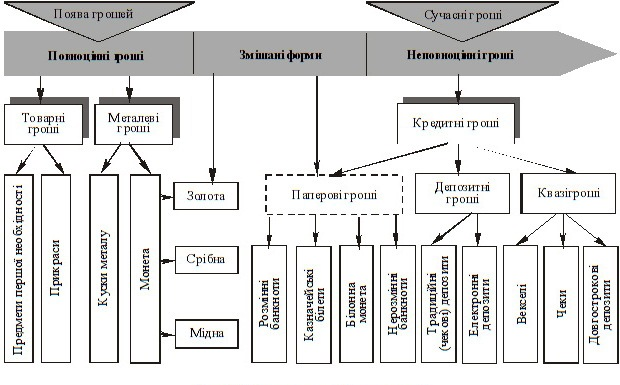 Поява грошей
Сучасні гроші
Повноцінні гроші
Змішані форми
Неповноцінні гроші
Товарні
гроші
Металеві
гроші
Кредитні гроші
Предмети першої необхідності
Прикраси
Куски металу
Монета
Золота
Срібна
Мідна
Паперові гроші
Депозитні
гроші
Квазігроші
Розмінні
банкноти
Казначейські
білети
Білонна
монета
Нерозмінні
банкноти
Традиційні
(чекові) депозити
Електронні
депозити
Векселі
Чеки
Довгострокові
депозити